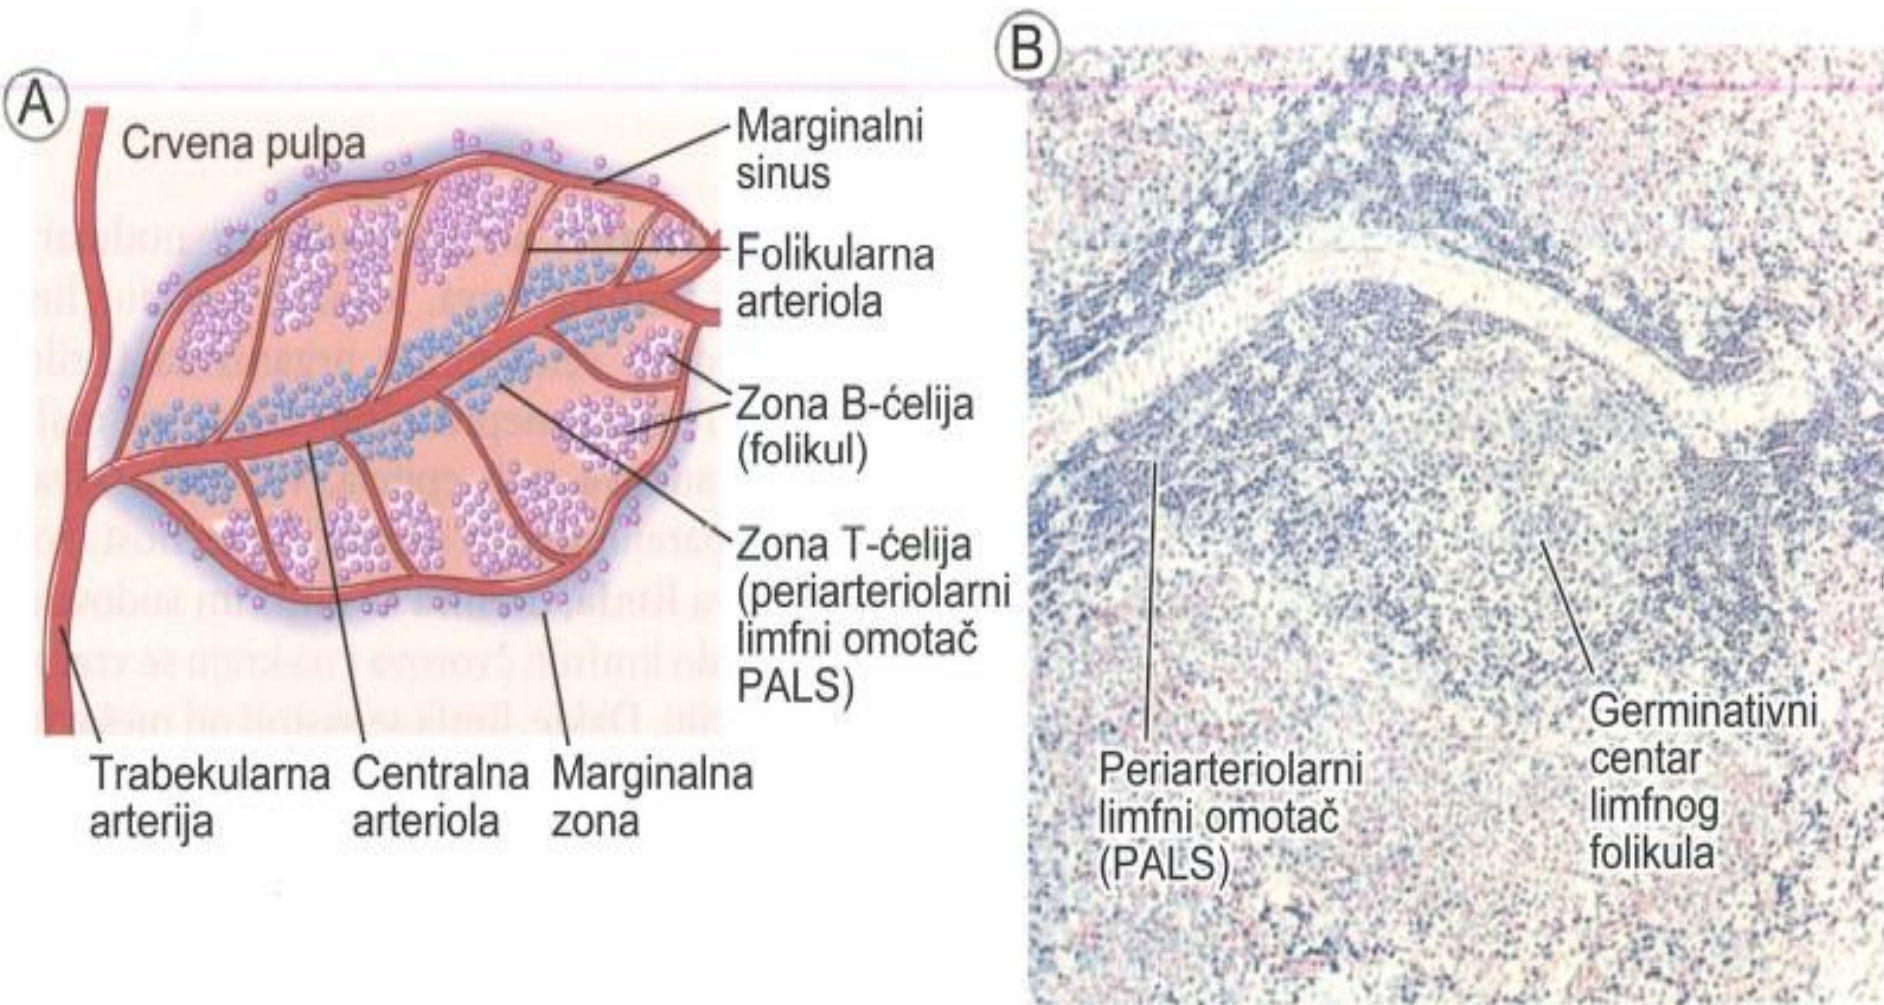 A
Crvena pulpa
Marginalni
sinus
Folikularna
arteriola
Zona B-ćelija
(folikul)
Zona T-ćelija
(periarteriolarni
limfni omotač
PALS)
Trabekularna
arterija
Centralna
arteriola
Marginalna
zona
B
Periarteriolarni
limfni omotač
(PALS)
Germinativni
centar
limfnog
folikula